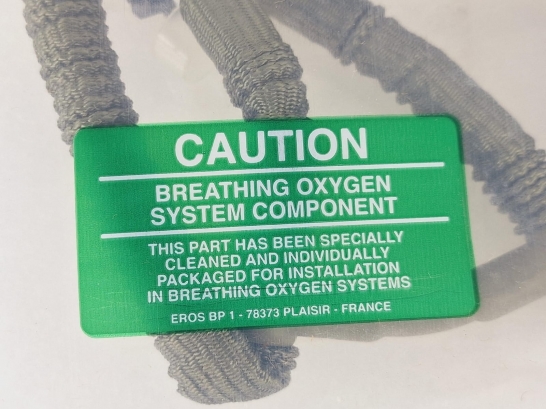 CAUTION
BREATHING OXYGEN
SYSTEM COMPONENT
THIS PART HAS BEEN SPECIALLY
CLEANED AND INDIVIDUALLY
PACKAGED FOR INSTALLATION
IN BREATHING OXYGEN SYSTEMS
EROS BP 1 - 78373 PLAISIR - FRANCE